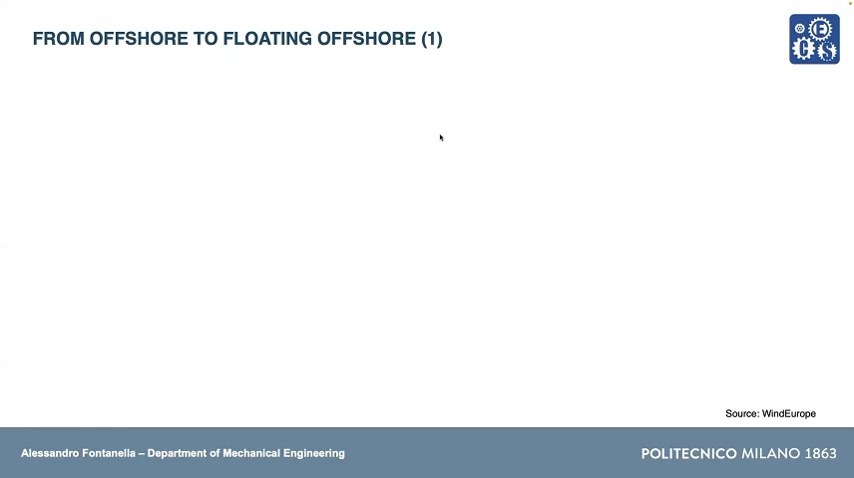 FROM OFFSHORE TO FLOATING OFFSHORE (1)
E
C S
Source: WindEurope
Alessandro Fontanella – Department of Mechanical Engineering
POLITECNICO MILANO 1863